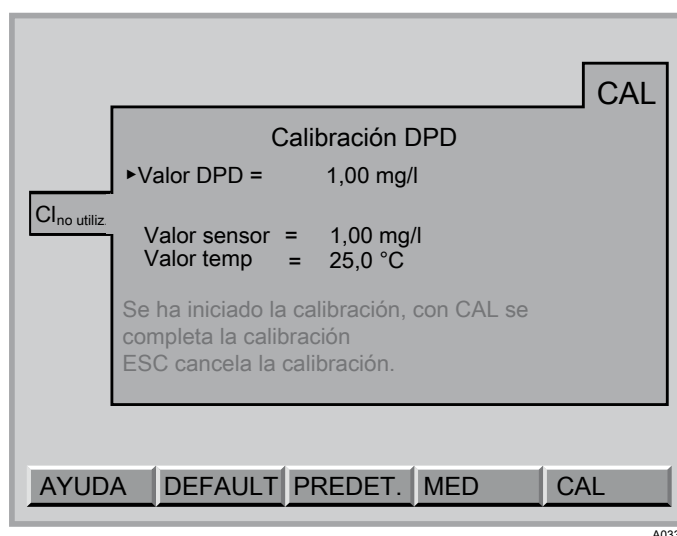 CAL
Calibración DPD
▸Valor DPD = 1,00 mg/l
Cl no utiliz.
Valor sensor = 1,00 mg/l
Valor temp = 25,0 °C
Se ha iniciado la calibración, con CAL se
completa la calibración
ESC cancela la calibración.
AYUDA DEFAULT PREDET. MED CAL